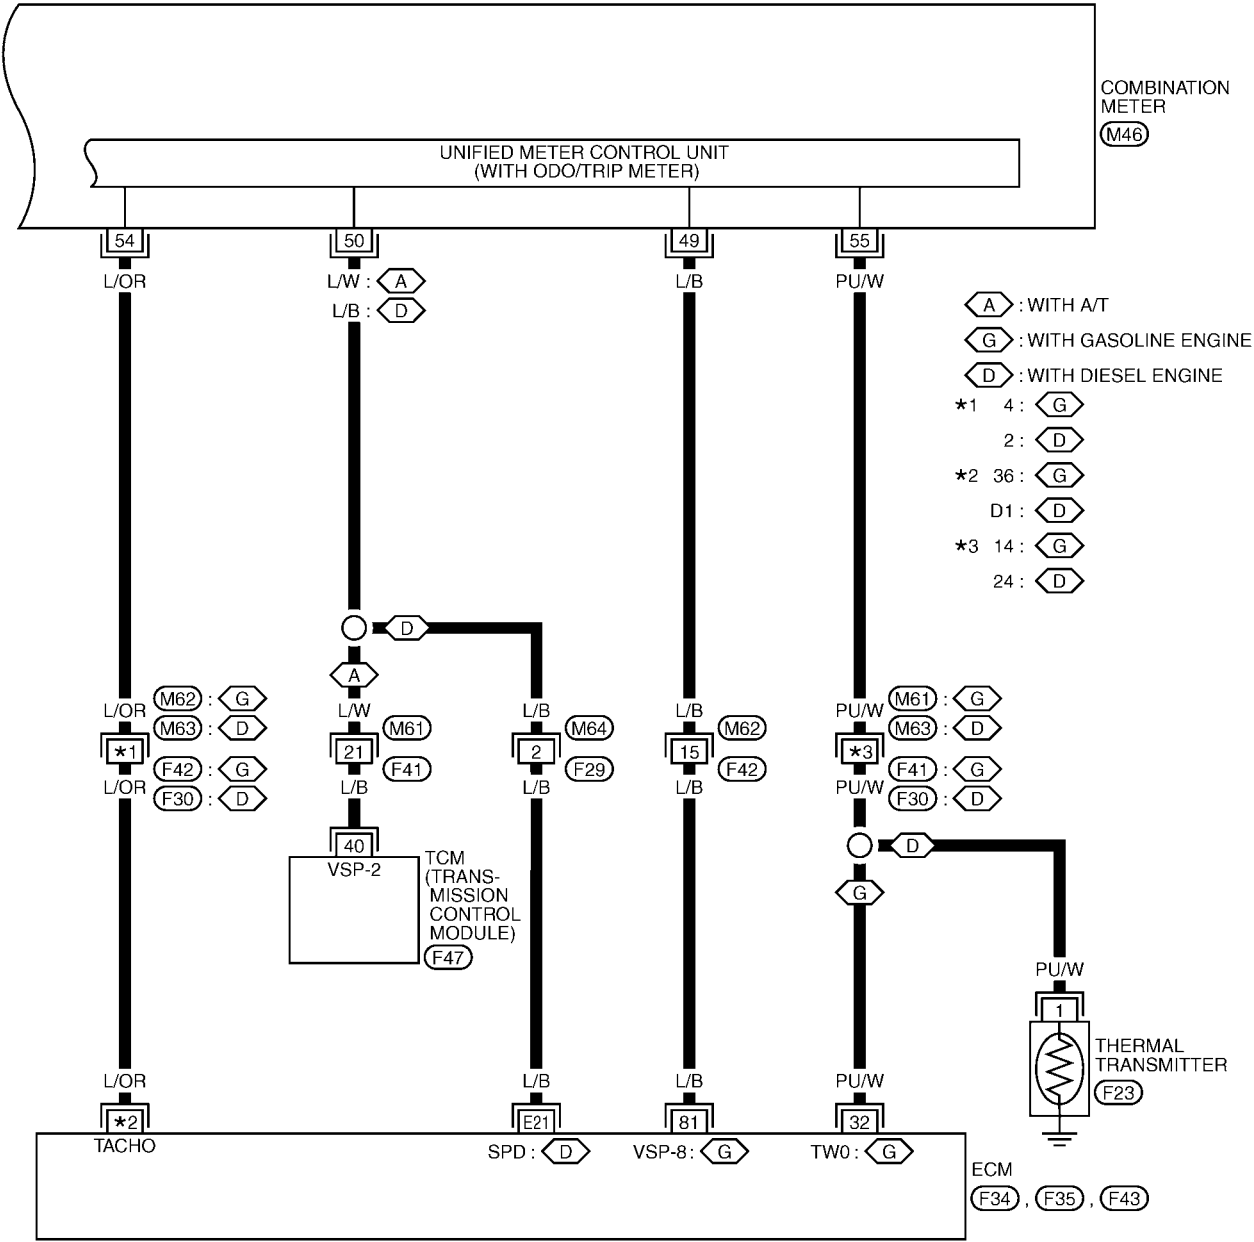 COMBINATION
METER
M46
UNIFIED METER CONTROL UNIT
(WITH ODO/TRIP METER)
54
50
49
55
L/OR
L/W : A
L/B : D
L/B
PU/W
A : WITH A/T
G : WITH GASOLINE ENGINE
D : WITH DIESEL ENGINE
*1 4 : G
2 : D
*2 36 : G
D1 : D
*3 14 : G
24 : D
D
A
L/OR
M62 : G
M63 : D
*1
F42 : G
F30 : D
L/OR
L/W
M61
21
F41
L/B
L/B
M64
2
F29
L/B
L/B
M62
15
F42
L/B
PU/W
M61 : G
M63 : D
*3
F41 : G
F30 : D
PU/W
40
VSP-2
TCM
(TRANS-
MISSION
CONTROL
MODULE)
F47
D
G
PU/W
1
THERMAL
TRANSMITTER
F23
L/OR
L/B
L/B
PU/W
*2
E21
81
32
TACHO
SPD : D
VSP-8 : G
TW0 : G
ECM
F34 , F35 , F43